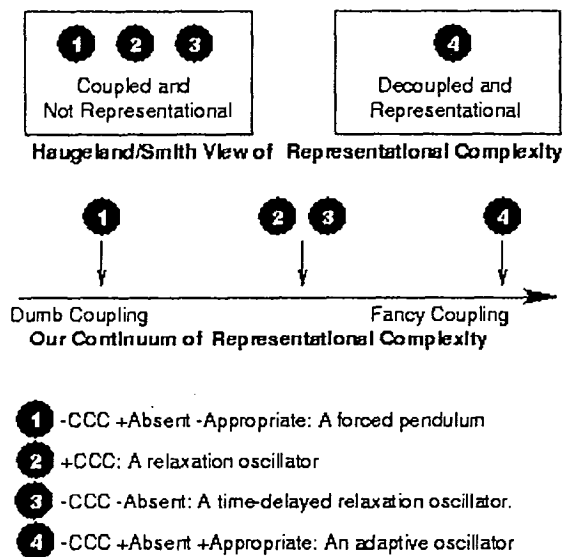 1 2 3 4
Coupled and Decoupled and
Not Representational Representational
Haugeland/Smith View of Representational Complexity
1 2 3 4
Dumb Coupling Fancy Coupling
Our Continuum of Representational Complexity
1 -CCC +Absent -Appropriate: A forced pendulum
2 +CCC: A relaxation oscillator
3 -CCC -Absent: A time-delayed relaxation oscillator.
4 -CCC +Absent +Appropriate: An adaptive oscillator